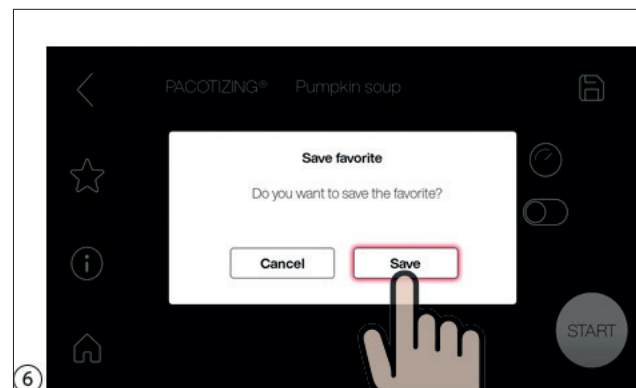 PACOTIZING® Pumpkin soup
Save favorite
Do you want to save the favorite?
Cancel Save
START
6